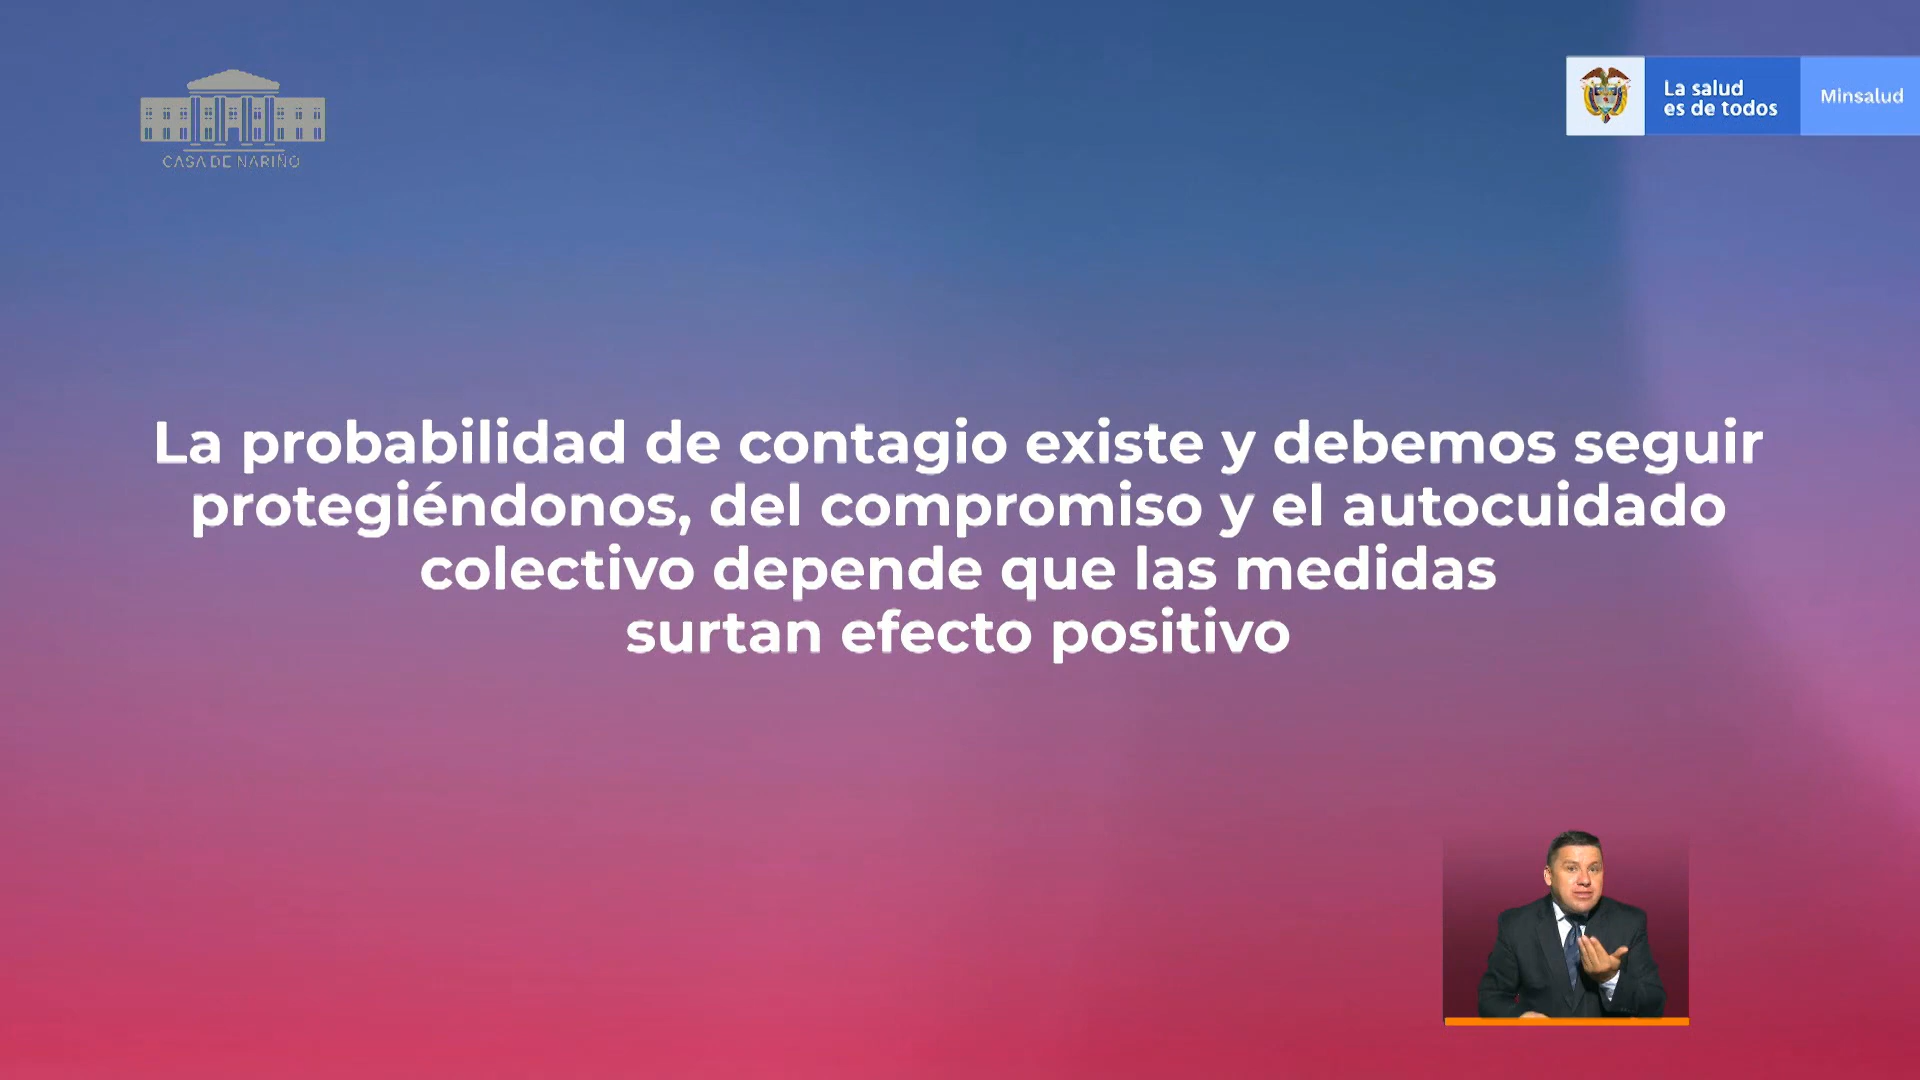 CASA DE NARIÑO
La salud
es de todos
Minsalud
La probabilidad de contagio existe y debemos seguir
protegiéndonos, del compromiso y el autocuidado
colectivo depende que las medidas
surtan efecto positivo